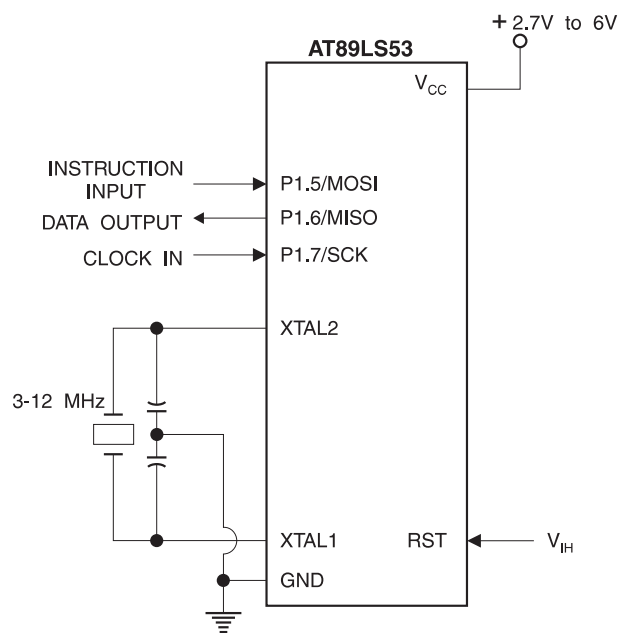 + 2.7V to 6V
AT89LS53
VCC
INSTRUCTION
INPUT
P1.5/MOSI
DATA OUTPUT
P1.6/MISO
CLOCK IN
P1.7/SCK
XTAL2
3-12 MHz
XTAL1
RST
VIH
GND